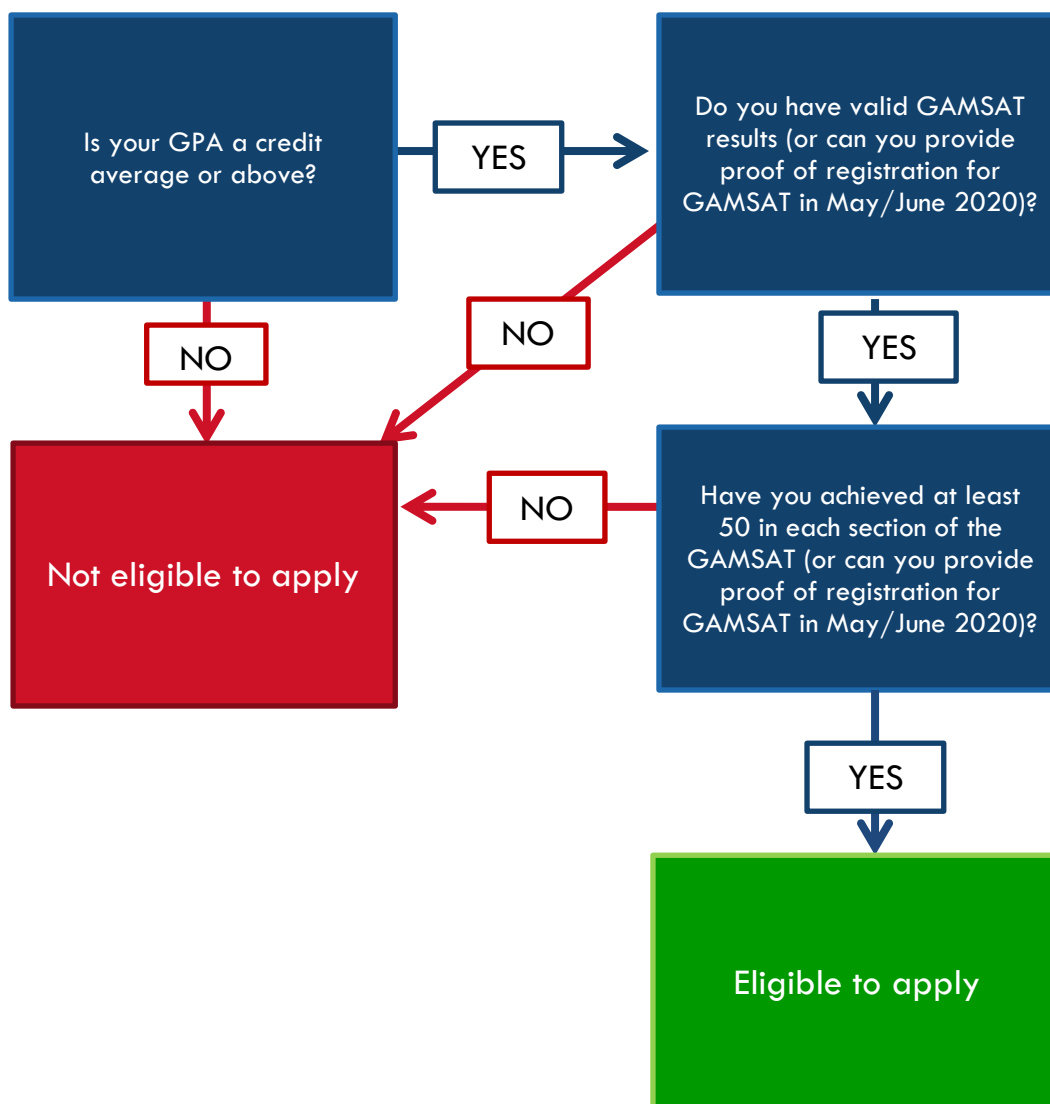 Is your GPA a credit
average or above?
YES
Do you have valid GAMSAT
results (or can you provide
proof of registration for
GAMSAT in May/June 2020)?
NO
NO
YES
Not eligible to apply
NO
Have you achieved at least
50 in each section of the
GAMSAT (or can you provide
proof of registration for
GAMSAT in May/June 2020)?
YES
Eligible to apply